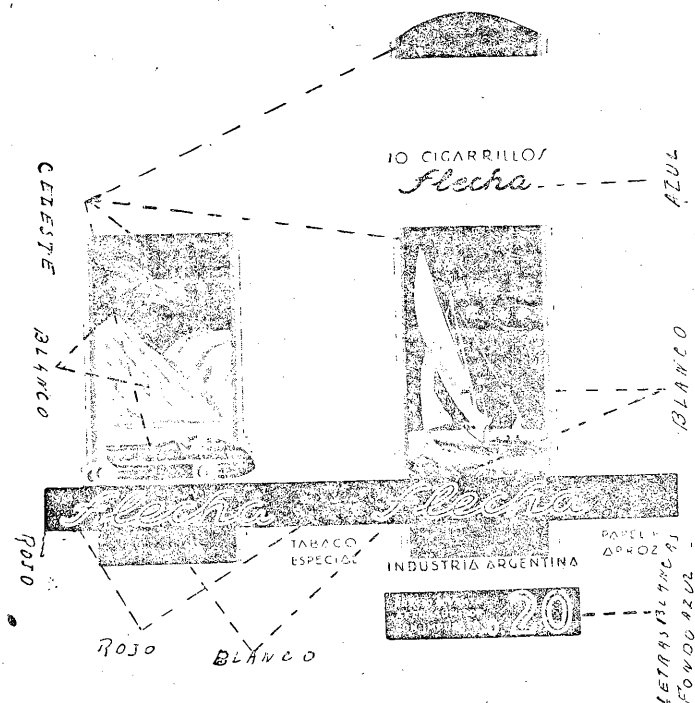 10 CIGARRILLOS
Flecha
AZUL
CELESTE
BLANCO
BLANCO
Flecha Flecha
ROJO
TABACO
ESPECIAL
INDUSTRIA ARGENTINA
PAPEL
ARROZ
20
ROJO
BLANCO
LETRAS BLANCAS
FONDO AZUL